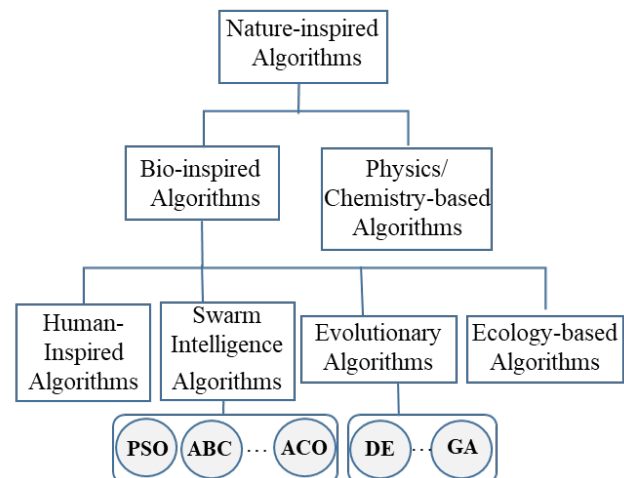 Nature-inspired
Algorithms
Bio-inspired
Algorithms
Physics/
Chemistry-based
Algorithms
Human-
Inspired
Algorithms
Swarm
Intelligence
Algorithms
Evolutionary
Algorithms
Ecology-based
Algorithms
PSO ABC ... ACO
DE ... GA